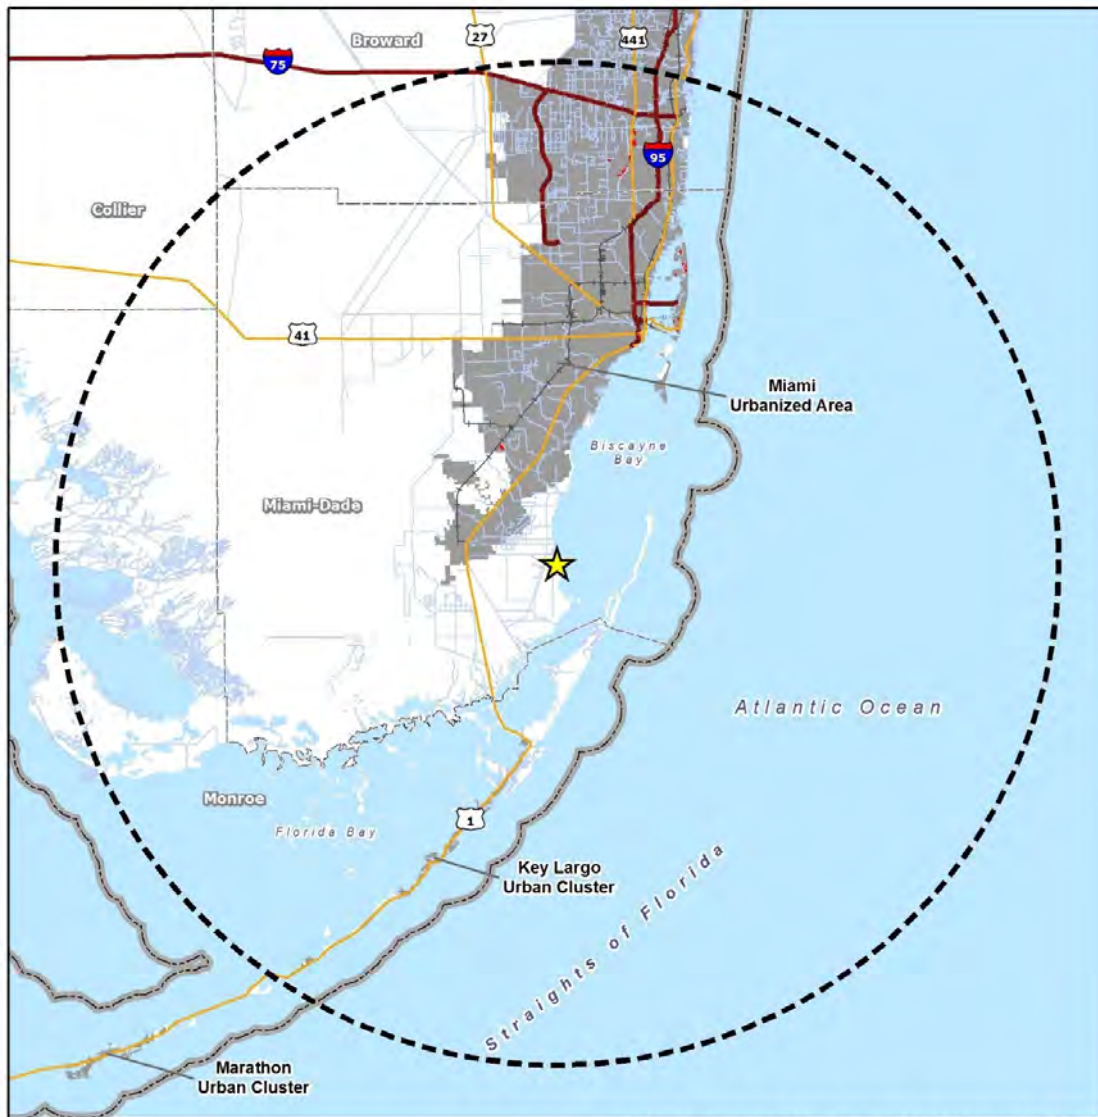 Broward
27
441
75
95
Collier
41
Miami
Urbanized Area
Biscayne
Bay
Miami-Dade
Atlantic Ocean
Monroe
1
Florida Bay
Key Largo
Urban Cluster
Straights of Florida
Marathon
Urban Cluster